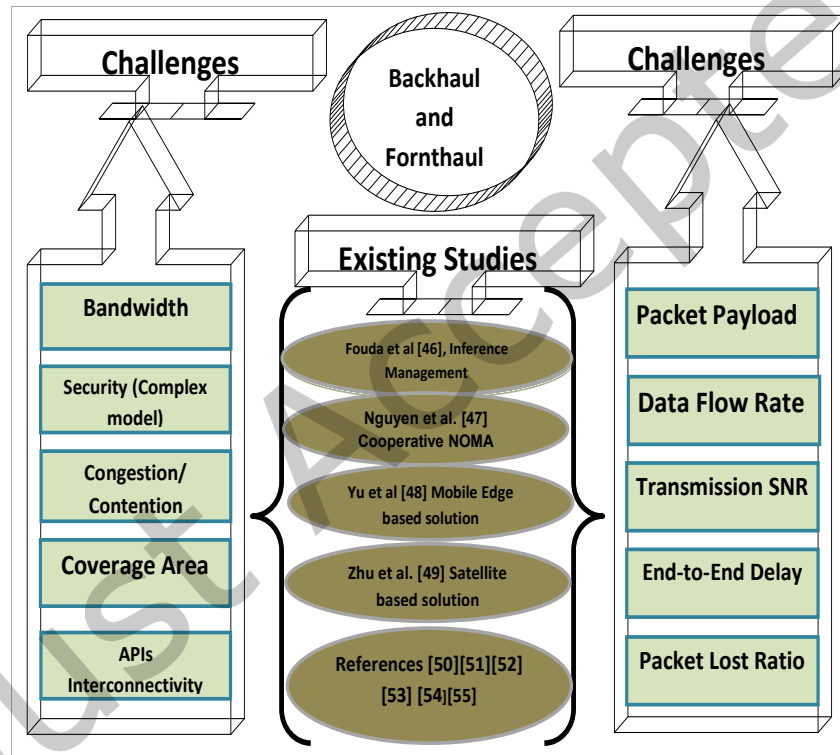 Challenges
Backhaul
and
Fornthaul
Challenges
Existing Studies
Bandwidth
Security (Complex
model)
Congestion/
Contention
Coverage Area
APIs
Interconnectivity
Fouda et al [46], Inference
Management
Nguyen et al. [47]
Cooperative NOMA
Yu et al [48] Mobile Edge
based solution
Zhu et al. [49] Satellite
based solution
References [50][51][52]
[53] [54][55]
Packet Payload
Data Flow Rate
Transmission SNR
End-to-End Delay
Packet Lost Ratio
ust Accepte